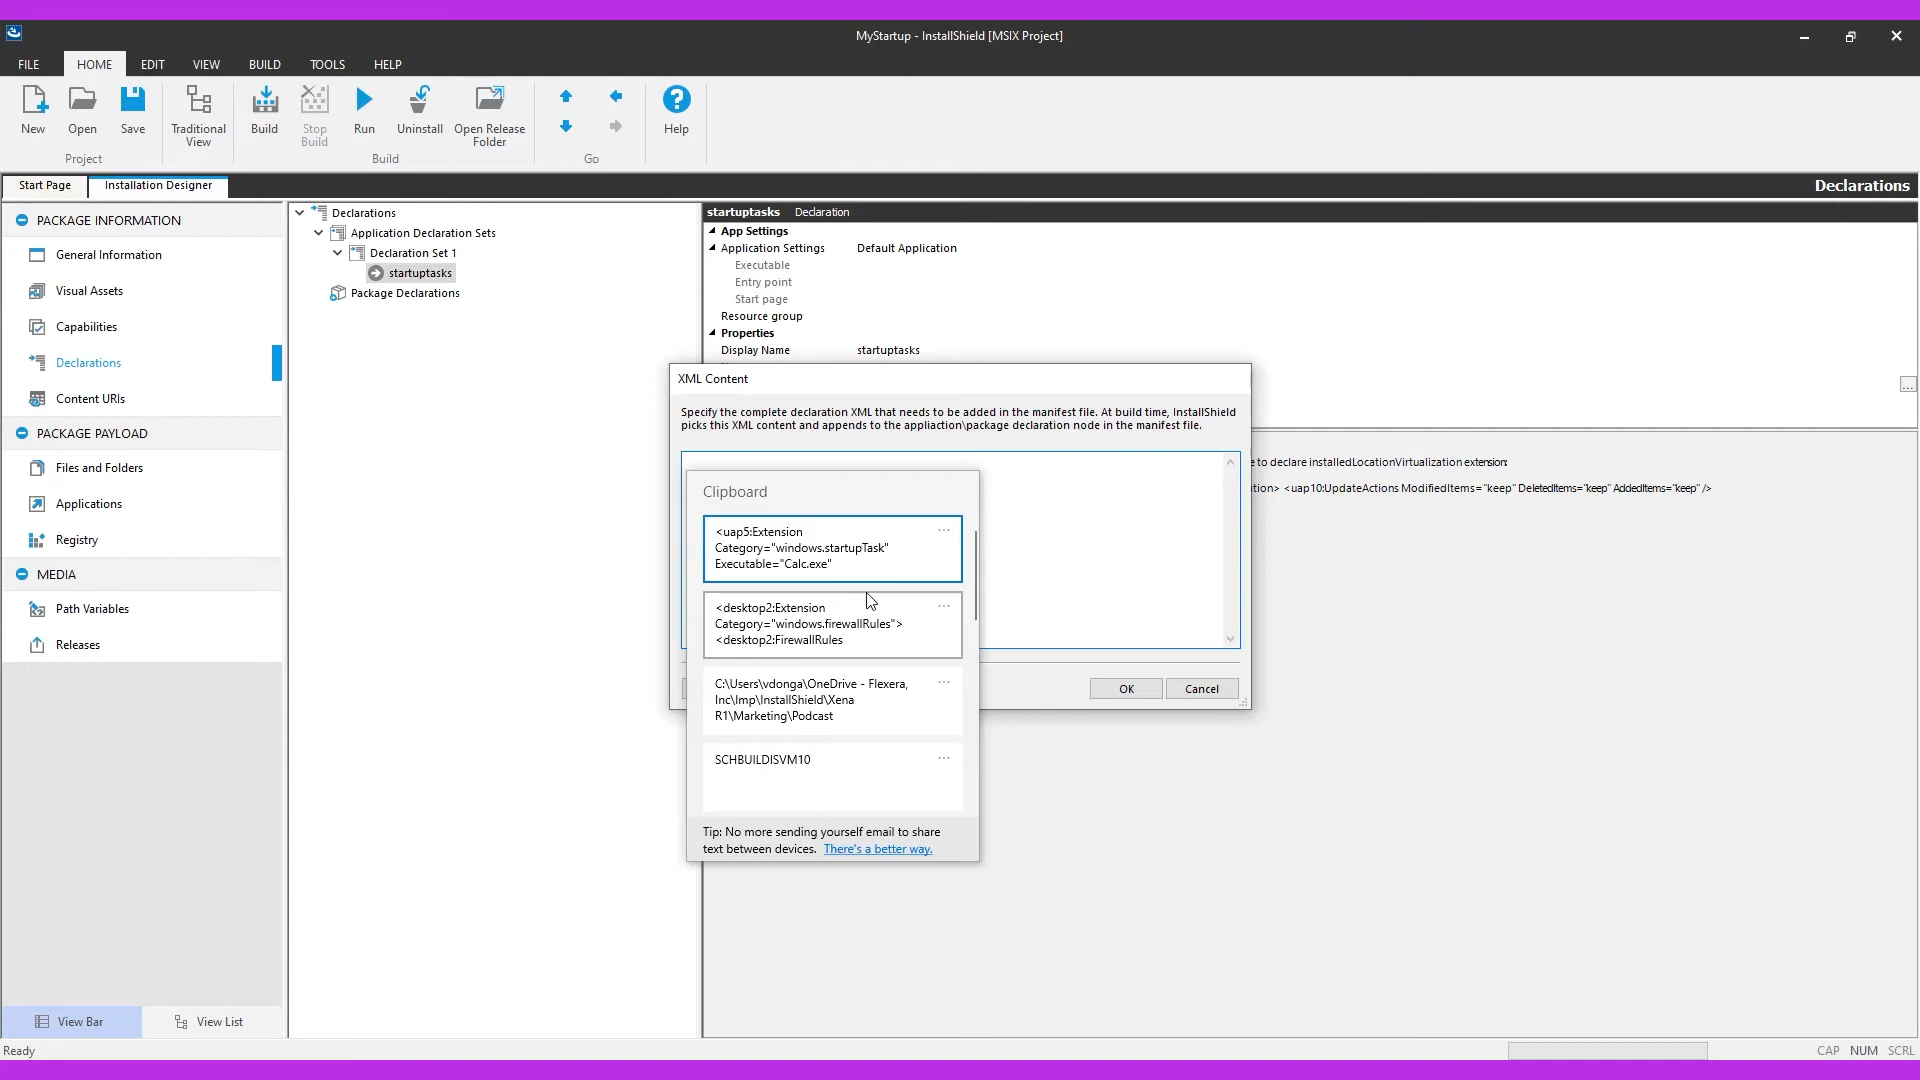 MyStartup - InstallShield [MSIX Project]
FILE HOME EDIT VIEW BUILD TOOLS HELP
New Open Save Traditional View Build Stop Build Run Uninstall Open Release Folder Help
Project Build Go
Start Page Installation Designer Declarations
PACKAGE INFORMATION
General Information
Visual Assets
Capabilities
Declarations
Content URIs
PACKAGE PAYLOAD
Files and Folders
Applications
Registry
MEDIA
Path Variables
Releases
View Bar View List
Declarations
Application Declaration Sets
Declaration Set 1
startuptasks
Package Declarations
startuptasks Declaration
App Settings
Application Settings Default Application
Executable
Entry point
Start page
Resource group
Properties
Display Name startuptasks
...
e to declare installedLocationVirtualization extension:
tion> <uap10:UpdateActions ModifiedItems="keep" DeletedItems="keep" AddedItems="keep" />
XML Content
Specify the complete declaration XML that needs to be added in the manifest file. At build time, InstallShield
picks this XML content and appends to the appliaction\package declaration node in the manifest file.
OK Cancel
Clipboard
<uap5:Extension
Category="windows.startupTask"
Executable="Calc.exe"
<desktop2:Extension
Category="windows.firewallRules">
<desktop2:FirewallRules
C:\Users\vdonga\OneDrive - Flexera,
Inc\Imp\InstallShield\Xena
R1\Marketing\Podcast
SCHBUILDISVM10
Tip: No more sending yourself email to share
text between devices. There's a better way.
Ready CAP NUM SCRL